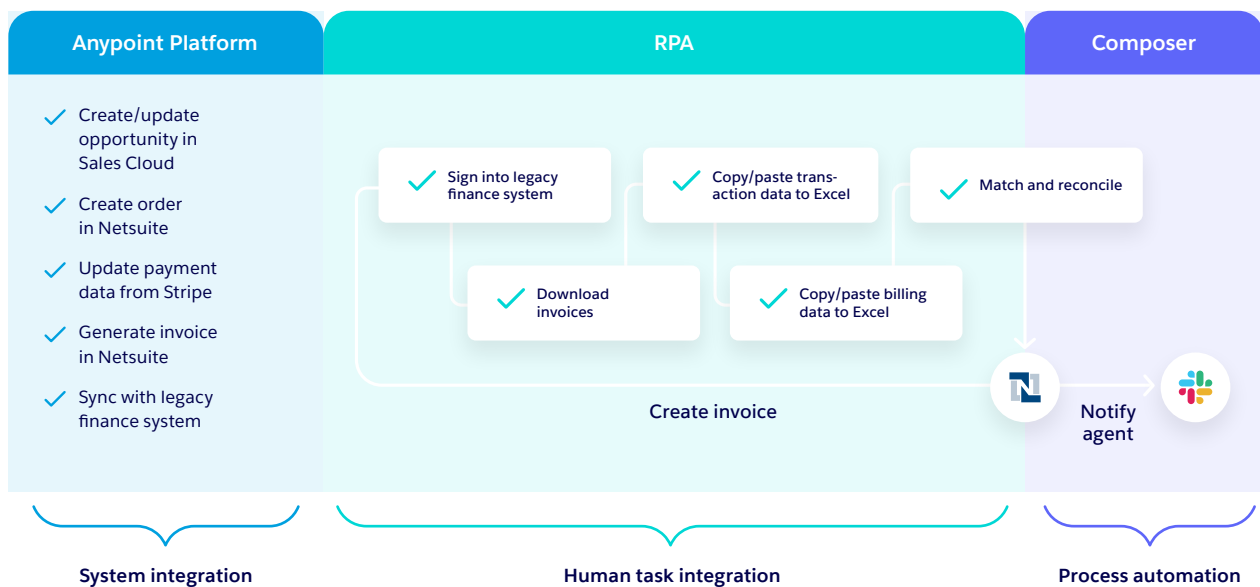 Anypoint Platform
RPA
Composer
Create/update
opportunity in
Sales Cloud
Create order
in Netsuite
Update payment
data from Stripe
Generate invoice
in Netsuite
Sync with legacy
finance system
Sign into legacy
finance system
Download
invoices
Copy/paste trans-
action data to Excel
Copy/paste billing
data to Excel
Match and reconcile
Create invoice
N
Notify
agent
System integration
Human task integration
Process automation